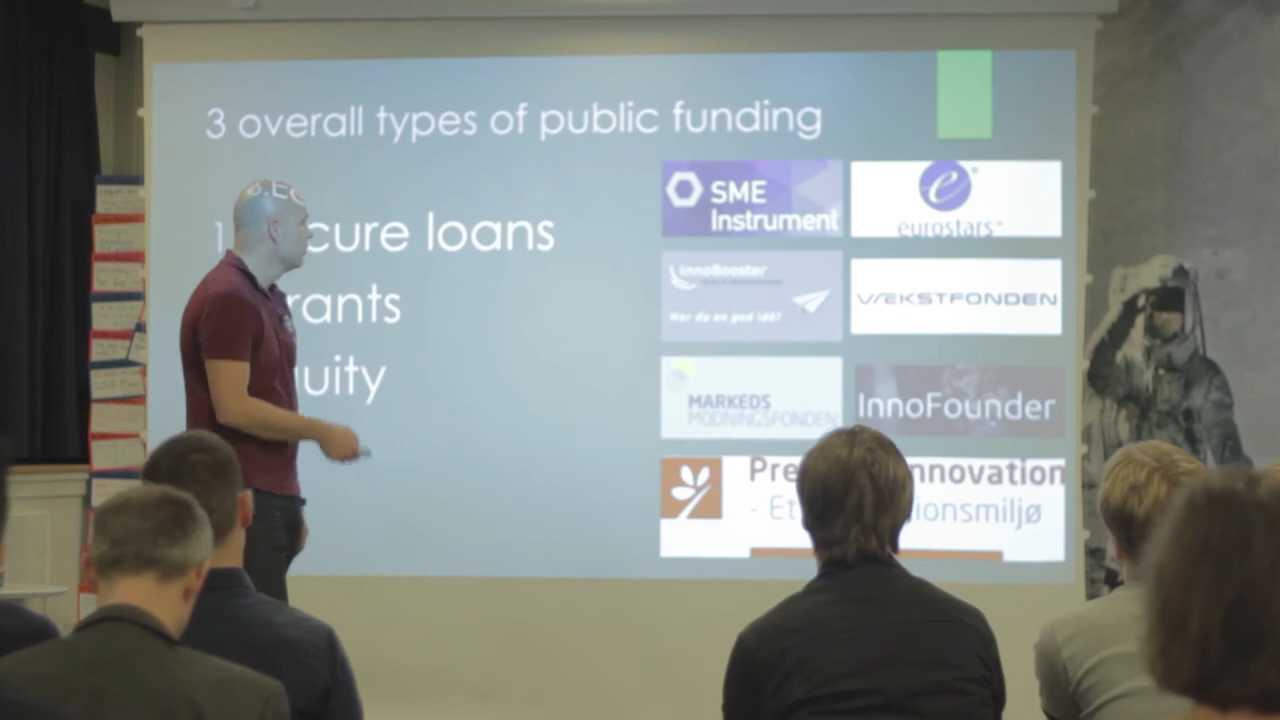 3 overall types of public funding
cure loans
rants
uity
SME
Instrument
eurostars
InnoBooster
Har du en god idé?
VÆKSTFONDEN
MARKEDS
MODNINGSFONDEN
InnoFounder
Pre nnovation
- Et ionsmiljø